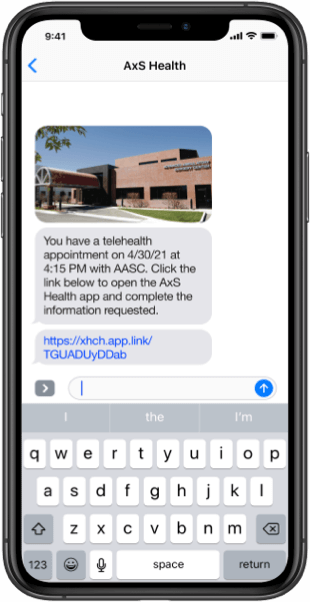 9:41
AxS Health
You have a telehealth
appointment on 4/30/21 at
4:15 PM with AASC. Click the
link below to open the AxS
Health app and complete the
information requested.
https://xhch.app.link/
TGUADUyDDab
I the I'm
q w e r t y u i o p
a s d f g h j k l
z x c v b n m
123 space return